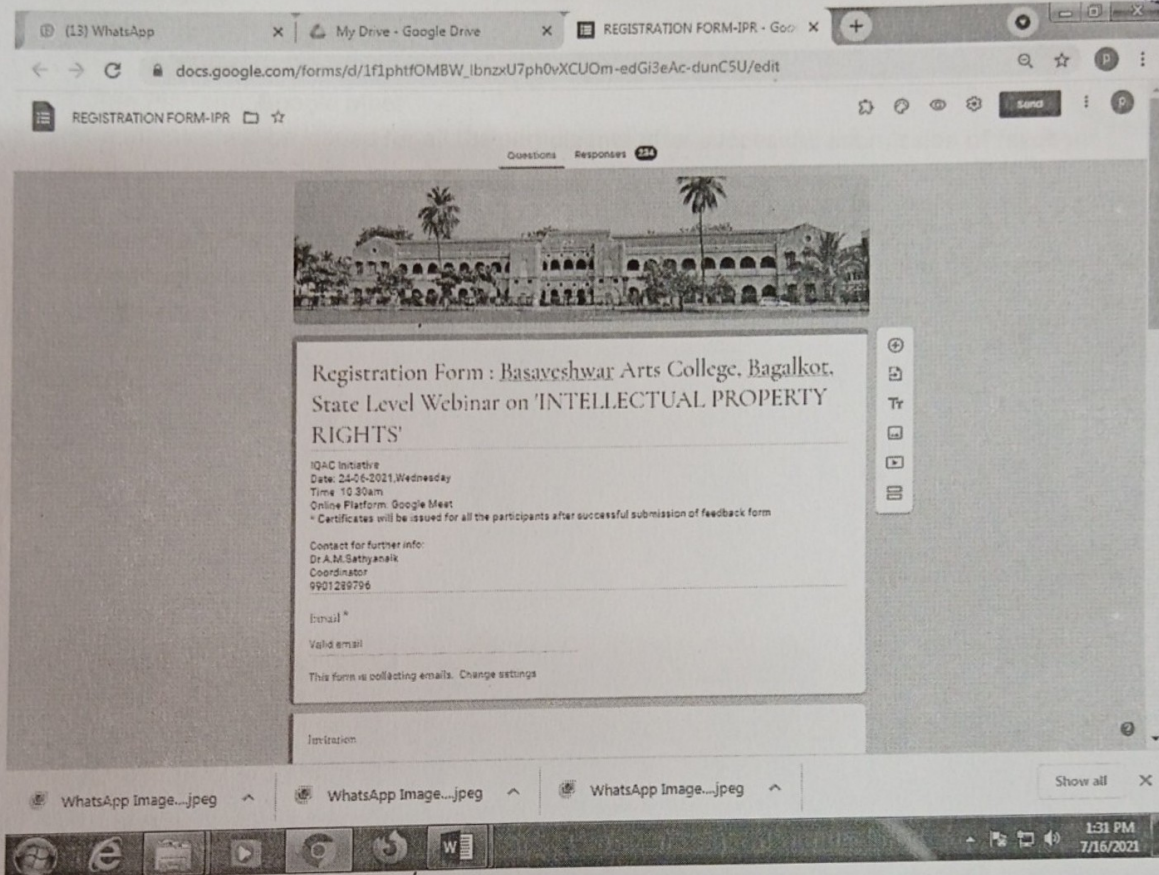 (13) WhatsApp
My Drive - Google Drive
REGISTRATION FORM-IPR - Goo
docs.google.com/forms/d/1f1phtfOMBW_IbnzxU7ph0vXCUOm-edGi3eAc-dunC5U/edit
P
REGISTRATION FORM-IPR
Send
P
Questions Responses 234
Registration Form : Basaveshwar Arts College, Bagalkot,
State Level Webinar on 'INTELLECTUAL PROPERTY
RIGHTS'
IQAC Initiative
Date: 24-06-2021,Wednesday
Time 10.30am
Online Platform: Google Meet
* Certificates will be issued for all the participants after successful submission of feedback form
Contact for further info:
Dr.A.M.Sathyanaik
Coordinator
9901289796
Email *
Valid email
This form is collecting emails. Change settings
Invitation
Tт
WhatsApp Image....jpeg
WhatsApp Image....jpeg
WhatsApp Image....jpeg
Show all
W
1:31 PM
7/16/2021